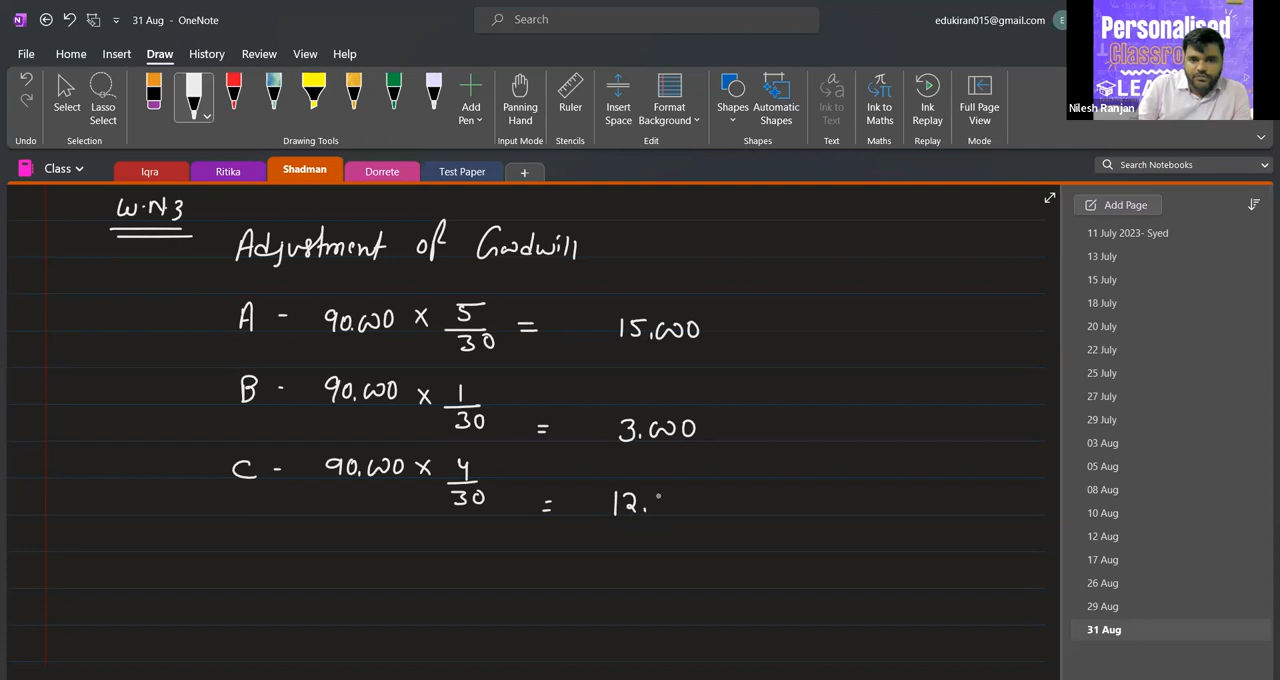 31 Aug - OneNote
Search
edukiran015@gmail.com
E
Personalised
Classro
LEA
Nilesh Ranjan
File Home Insert Draw History Review View Help
Select
Lasso Select
Add Pen
Panning Hand
Ruler
Insert Space
Format Background
Shapes
Automatic Shapes
Ink to Text
Ink to Maths
Ink Replay
Full Page View
Undo
Selection
Drawing Tools
Input Mode
Stencils
Edit
Shapes
Text
Maths
Replay
Mode
Class
Iqra
Ritika
Shadman
Dorrete
Test Paper
+
Search Notebooks
Add Page
11 July 2023- Syed
13 July
15 July
18 July
20 July
22 July
25 July
27 July
29 July
03 Aug
05 Aug
08 Aug
10 Aug
12 Aug
17 Aug
26 Aug
29 Aug
31 Aug
W.N3
Adjustment of Goodwill
A - 90.000 × 5/30 = 15.000
B - 90.000 × 1/30 = 3.000
C - 90.000 × 4/30 = 12.